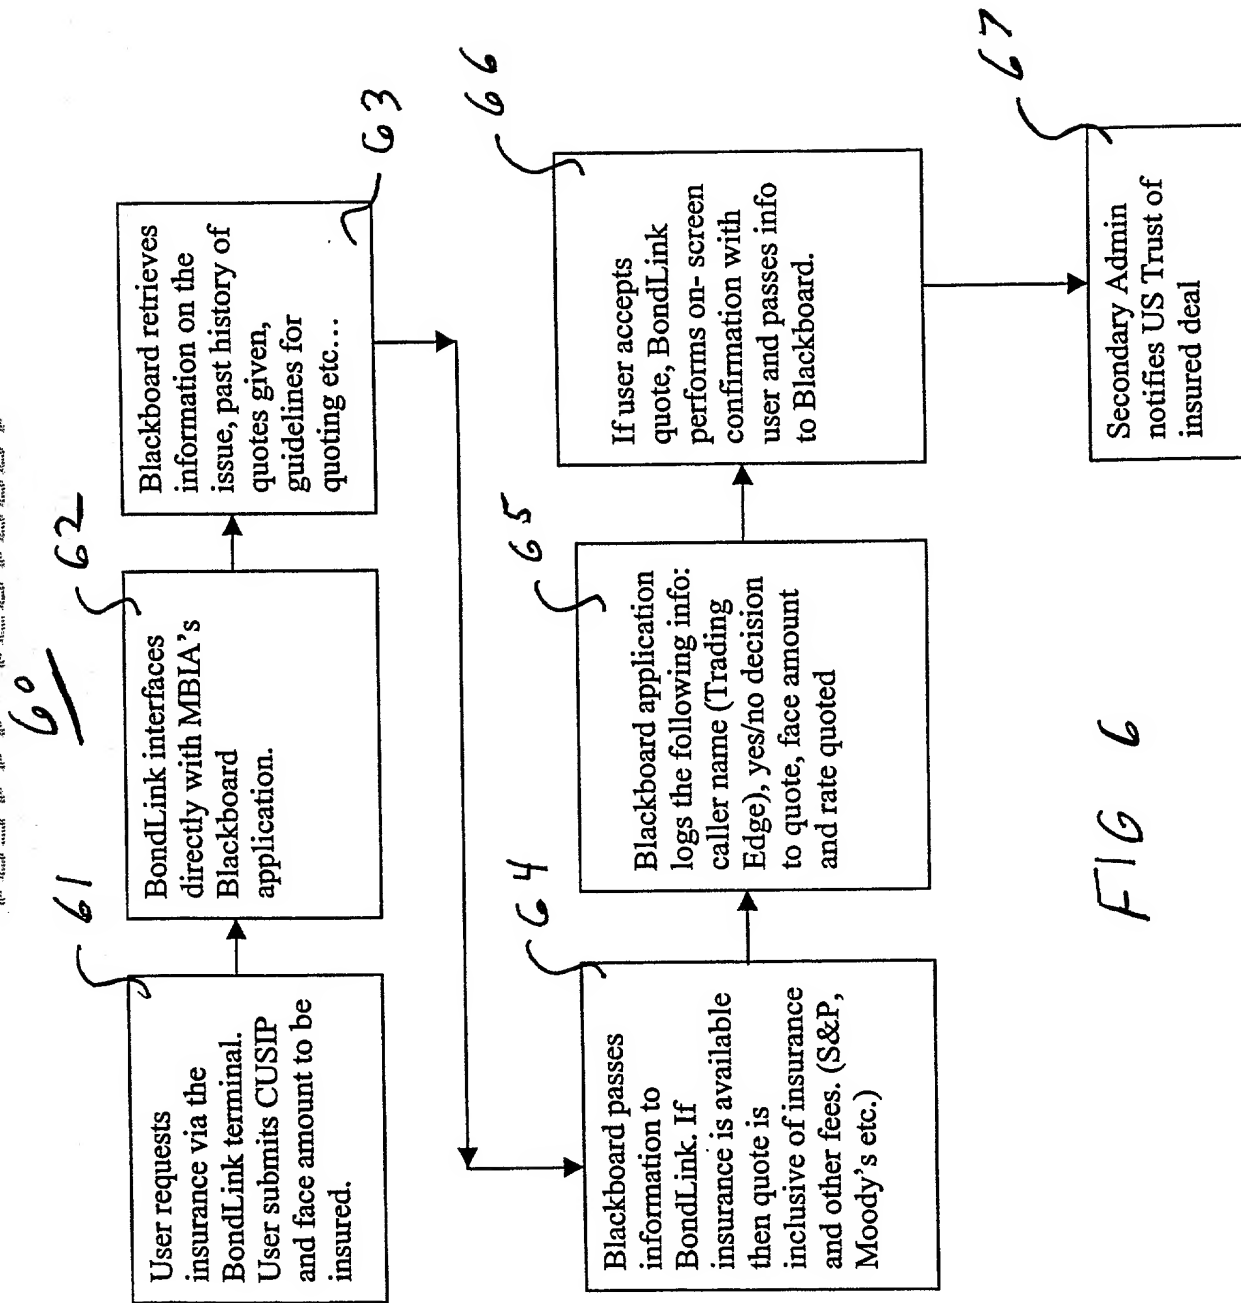 60
61
User requests
insurance via the
BondLink terminal.
User submits CUSIP
and face amount to be
insured.
62
BondLink interfaces
directly with MBIA's
Blackboard
application.
63
Blackboard retrieves
information on the
issue, past history of
quotes given,
guidelines for
quoting etc...
64
Blackboard passes
information to
BondLink. If
insurance is available
then quote is
inclusive of insurance
and other fees. (S&P,
Moody's etc.)
65
Blackboard application
logs the following info:
caller name (Trading
Edge), yes/no decision
to quote, face amount
and rate quoted
66
If user accepts
quote, BondLink
performs on- screen
confirmation with
user and passes info
to Blackboard.
67
Secondary Admin
notifies US Trust of
insured deal
FIG 6